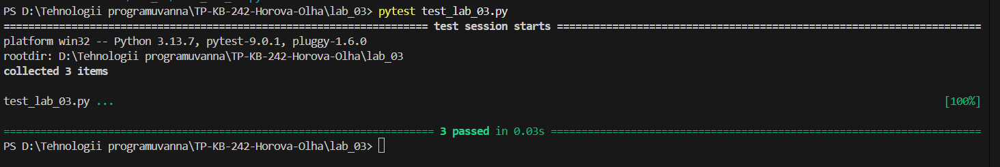 PS D:\Tehnologii programuvanna\TP-KB-242-Horova-Olha\lab_03> pytest test_lab_03.py
============================= test session starts =============================
platform win32 -- Python 3.13.7, pytest-9.0.1, pluggy-1.6.0
rootdir: D:\Tehnologii programuvanna\TP-KB-242-Horova-Olha\lab_03
collected 3 items
test_lab_03.py ... [100%]
============================== 3 passed in 0.03s ==============================
PS D:\Tehnologii programuvanna\TP-KB-242-Horova-Olha\lab_03>